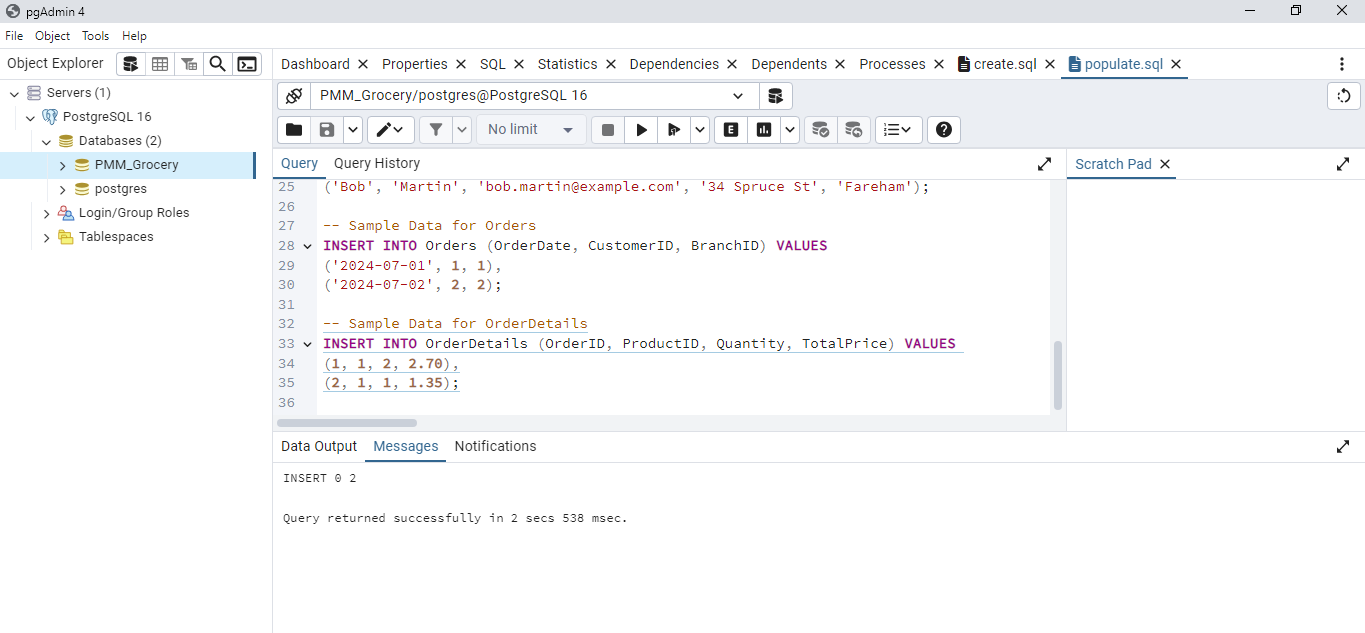 pgAdmin 4
File Object Tools Help
Object Explorer
Dashboard Properties SQL Statistics Dependencies Dependents Processes create.sql populate.sql
Servers (1)
PostgreSQL 16
Databases (2)
PMM_Grocery
postgres
Login/Group Roles
Tablespaces
PMM_Grocery/postgres@PostgreSQL 16
No limit
E
Query Query History
Scratch Pad
25 ('Bob', 'Martin', 'bob.martin@example.com', '34 Spruce St', 'Fareham');
26
27 -- Sample Data for Orders
28 INSERT INTO Orders (OrderDate, CustomerID, BranchID) VALUES
29 ('2024-07-01', 1, 1),
30 ('2024-07-02', 2, 2);
31
32 -- Sample Data for OrderDetails
33 INSERT INTO OrderDetails (OrderID, ProductID, Quantity, TotalPrice) VALUES
34 (1, 1, 2, 2.70),
35 (2, 1, 1, 1.35);
36
Data Output Messages Notifications
INSERT 0 2
Query returned successfully in 2 secs 538 msec.